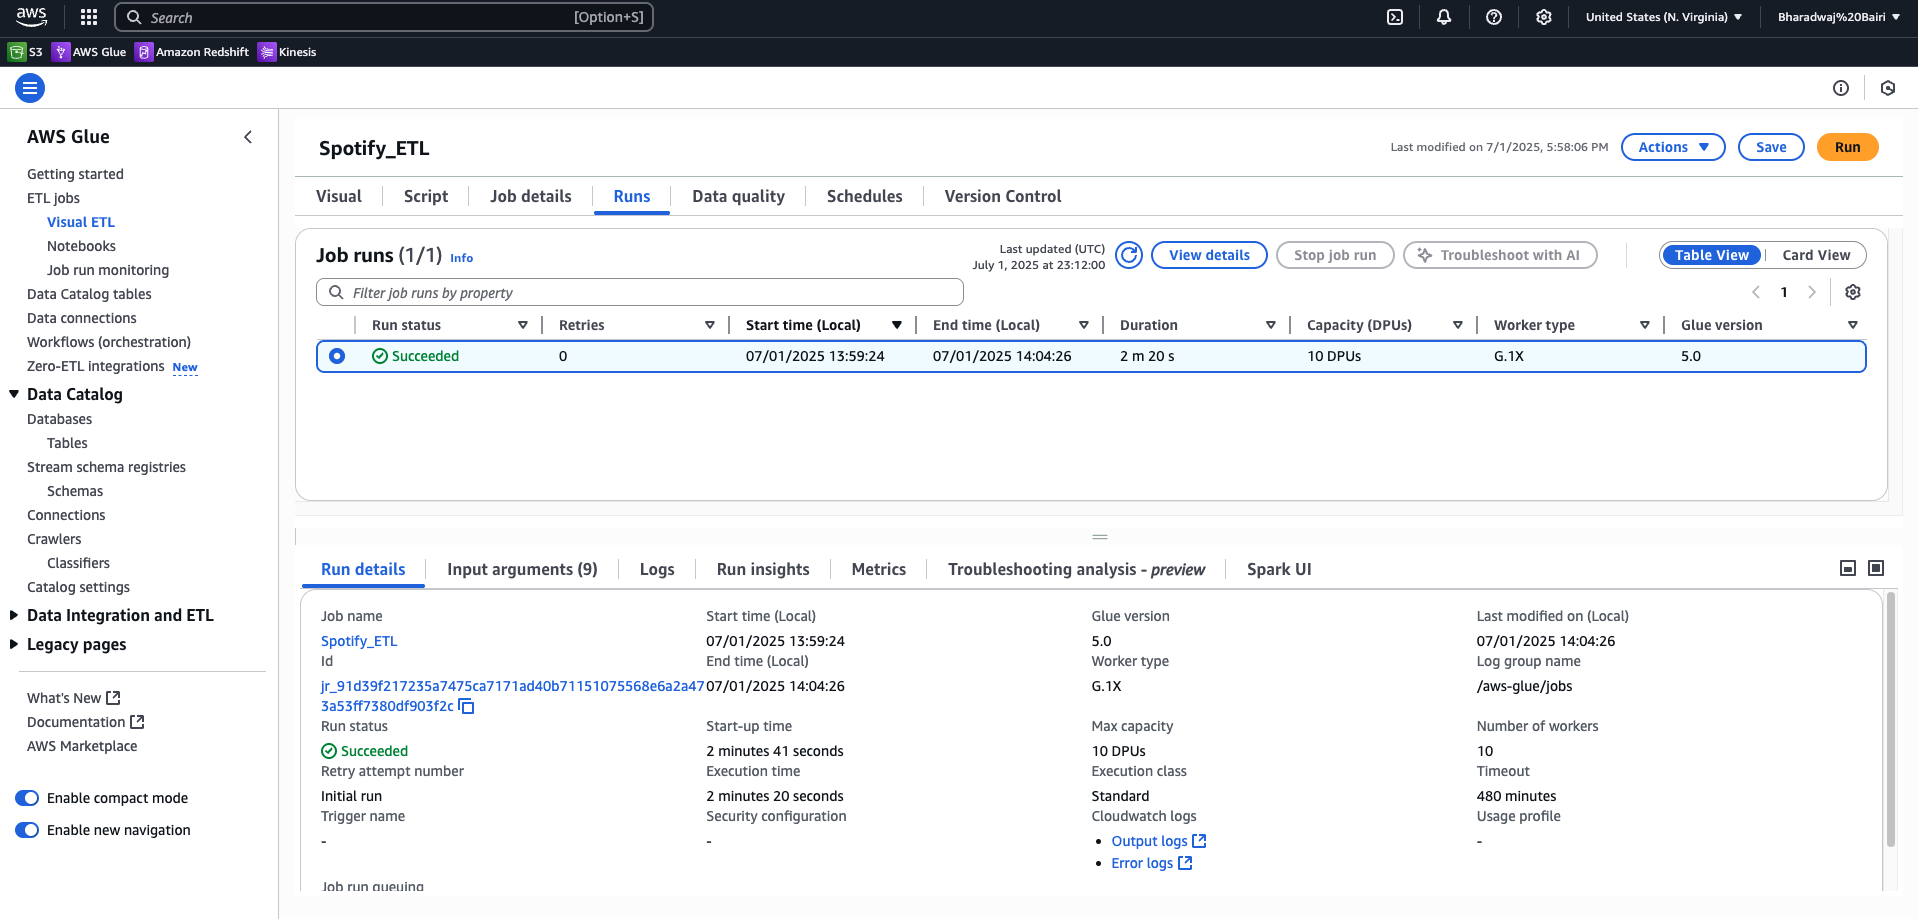 aws
Search [Option+S]
United States (N. Virginia)
Bharadwaj%20Bairi
S3 AWS Glue Amazon Redshift Kinesis
AWS Glue
Getting started
ETL jobs
Visual ETL
Notebooks
Job run monitoring
Data Catalog tables
Data connections
Workflows (orchestration)
Zero-ETL integrations New
Data Catalog
Databases
Tables
Stream schema registries
Schemas
Connections
Crawlers
Classifiers
Catalog settings
Data Integration and ETL
Legacy pages
What's New
Documentation
AWS Marketplace
Enable compact mode
Enable new navigation
Spotify_ETL
Last modified on 7/1/2025, 5:58:06 PM Actions Save Run
Visual Script Job details Runs Data quality Schedules Version Control
Job runs (1/1) Info
Last updated (UTC)
July 1, 2025 at 23:12:00
View details Stop job run Troubleshoot with AI Table View Card View
Filter job runs by property
1
Run status Retries Start time (Local) End time (Local) Duration Capacity (DPUs) Worker type Glue version
Succeeded 0 07/01/2025 13:59:24 07/01/2025 14:04:26 2 m 20 s 10 DPUs G.1X 5.0
Run details Input arguments (9) Logs Run insights Metrics Troubleshooting analysis - preview Spark UI
Job name Start time (Local) Glue version Last modified on (Local)
Spotify_ETL 07/01/2025 13:59:24 5.0 07/01/2025 14:04:26
Id End time (Local) Worker type Log group name
jr_91d39f217235a7475ca7171ad40b71151075568e6a2a47 07/01/2025 14:04:26 G.1X /aws-glue/jobs
3a53ff7380df903f2c
Run status Start-up time Max capacity Number of workers
Succeeded 2 minutes 41 seconds 10 DPUs 10
Retry attempt number Execution time Execution class Timeout
Initial run 2 minutes 20 seconds Standard 480 minutes
Trigger name Security configuration Cloudwatch logs Usage profile
- - Output logs -
Error logs
Job run queuing